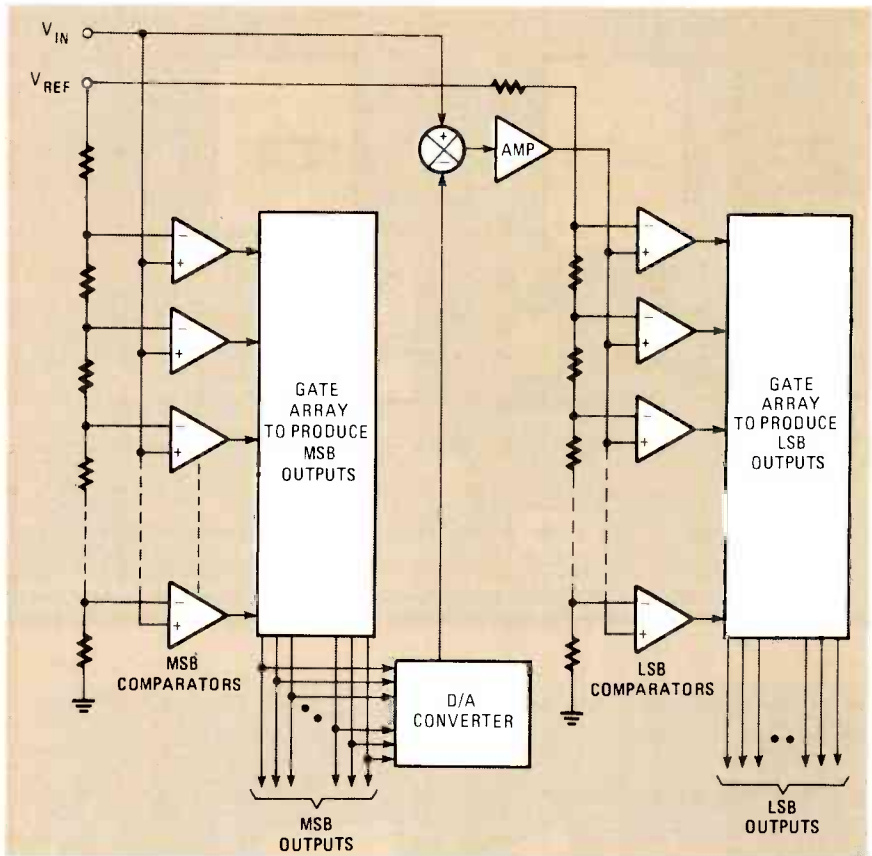 V_IN
V_REF
+
−
AMP
−
+
−
+
−
+
−
+
GATE
ARRAY
TO PRODUCE
MSB
OUTPUTS
MSB
COMPARATORS
D/A
CONVERTER
MSB
OUTPUTS
−
+
−
+
−
+
−
+
GATE
ARRAY
TO PRODUCE
LSB
OUTPUTS
LSB
COMPARATORS
LSB
OUTPUTS